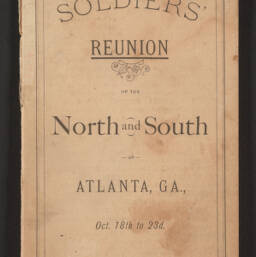 SOLDIERS'
REUNION
OF THE
North and South
—at—
ATLANTA, GA.,
Oct. 18th to 23d.